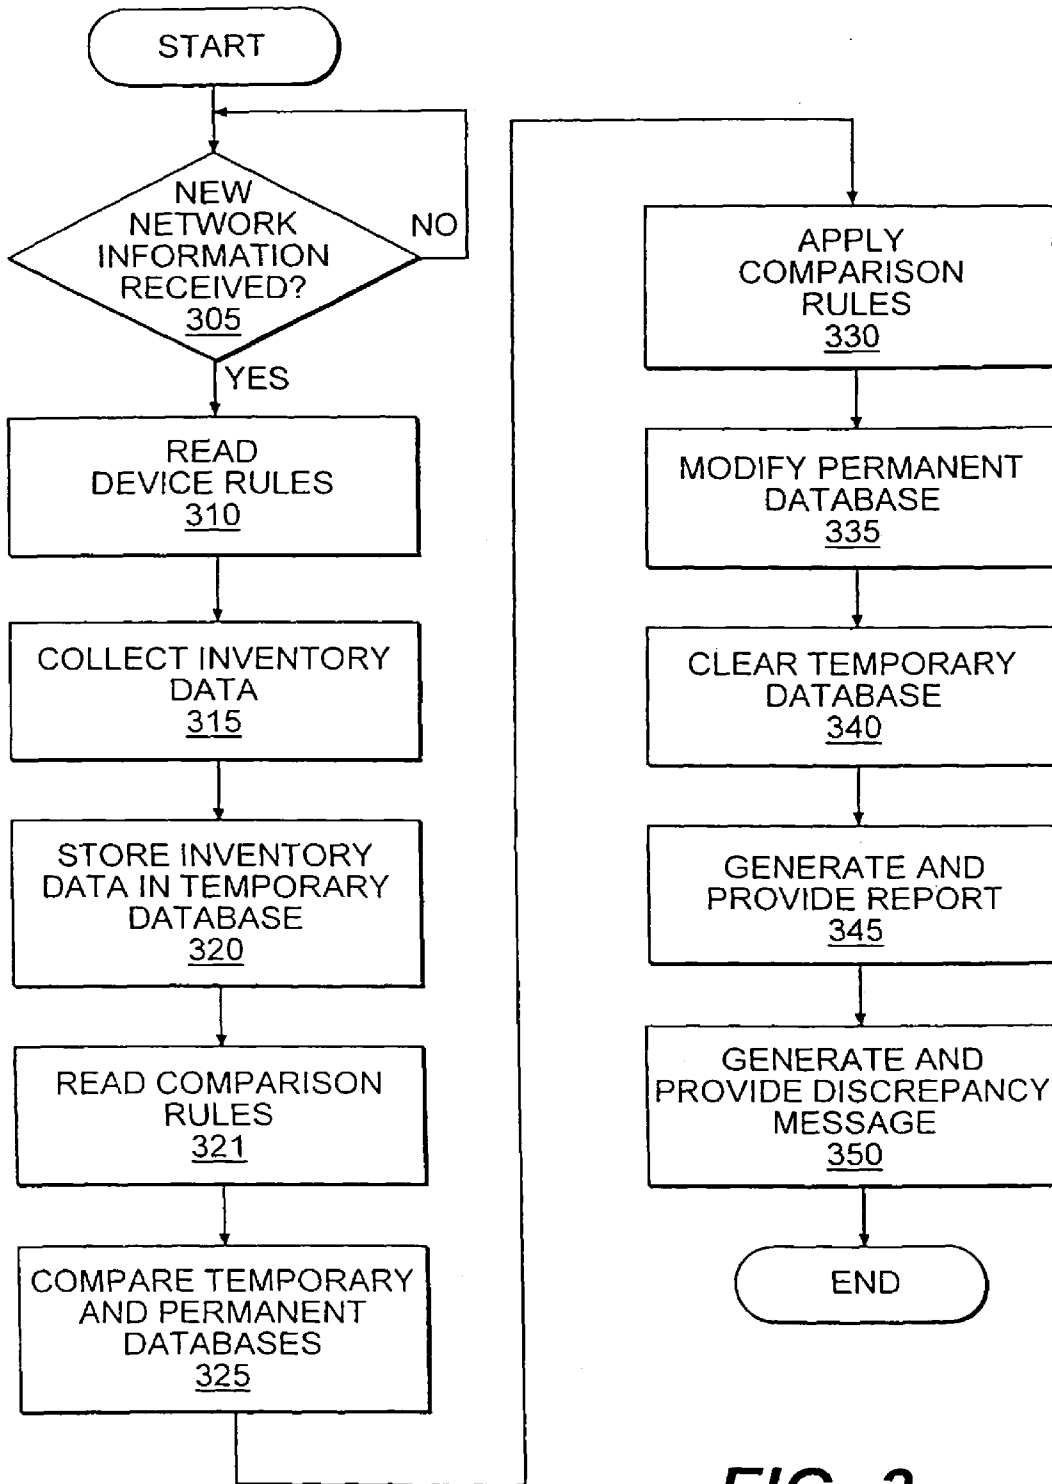 START
NEW
NETWORK
INFORMATION
RECEIVED?
305
NO
YES
READ
DEVICE RULES
310
COLLECT INVENTORY
DATA
315
STORE INVENTORY
DATA IN TEMPORARY
DATABASE
320
READ COMPARISON
RULES
321
COMPARE TEMPORARY
AND PERMANENT
DATABASES
325
APPLY
COMPARISON
RULES
330
MODIFY PERMANENT
DATABASE
335
CLEAR TEMPORARY
DATABASE
340
GENERATE AND
PROVIDE REPORT
345
GENERATE AND
PROVIDE DISCREPANCY
MESSAGE
350
END